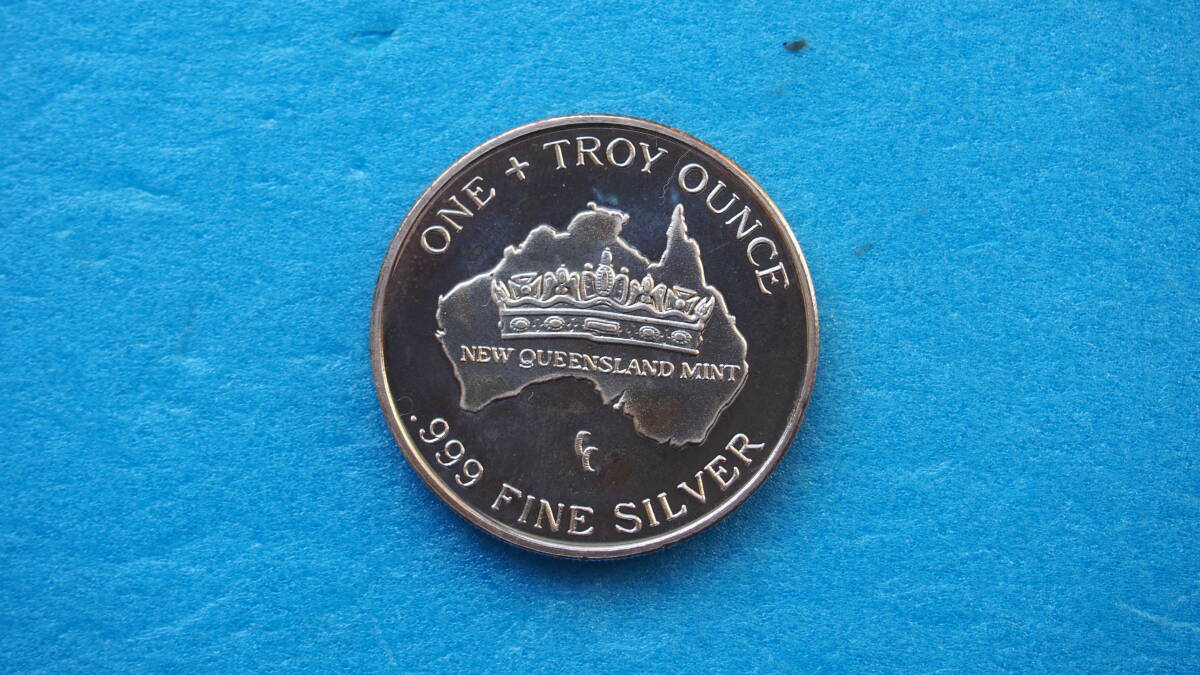 ONE + TROY OUNCE
NEW QUEENSLAND MINT
.999 FINE SILVER